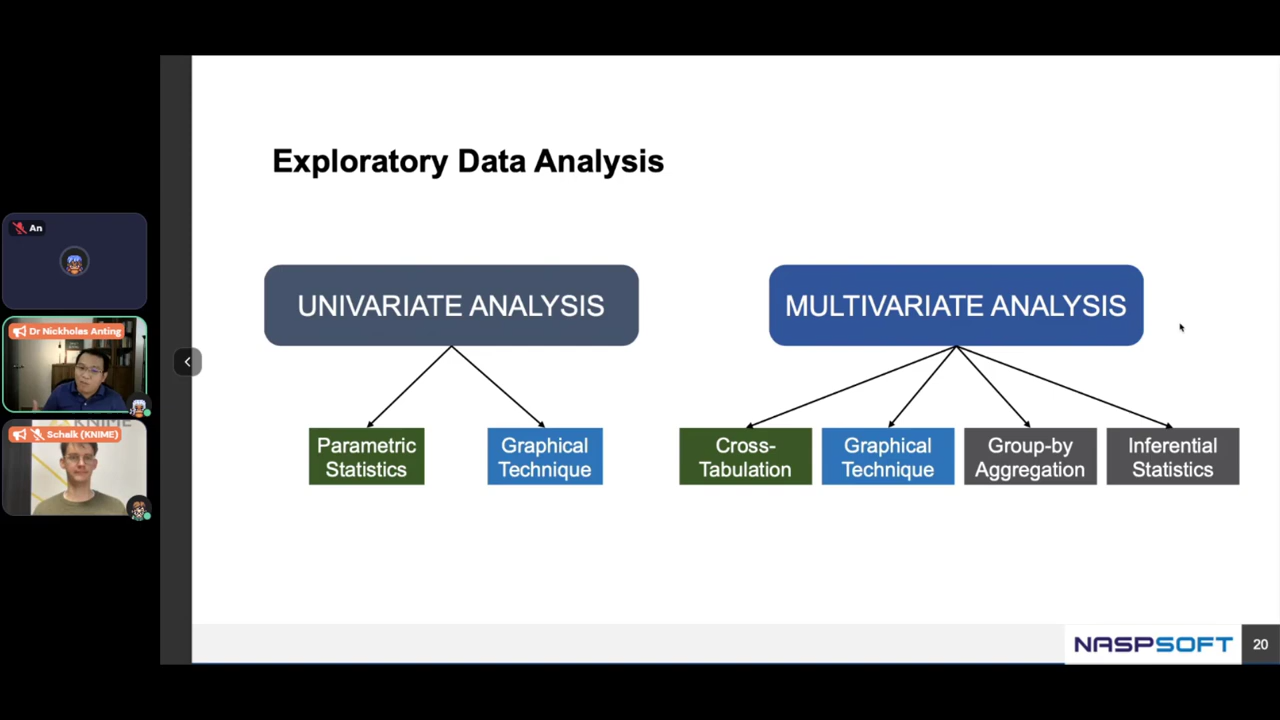 Exploratory Data Analysis
An
Dr Nickholas Anting
KNIME
Schalk (KNIME)
UNIVARIATE ANALYSIS
MULTIVARIATE ANALYSIS
Parametric
Statistics
Graphical
Technique
Cross-
Tabulation
Graphical
Technique
Group-by
Aggregation
Inferential
Statistics
NASPSOFT
20